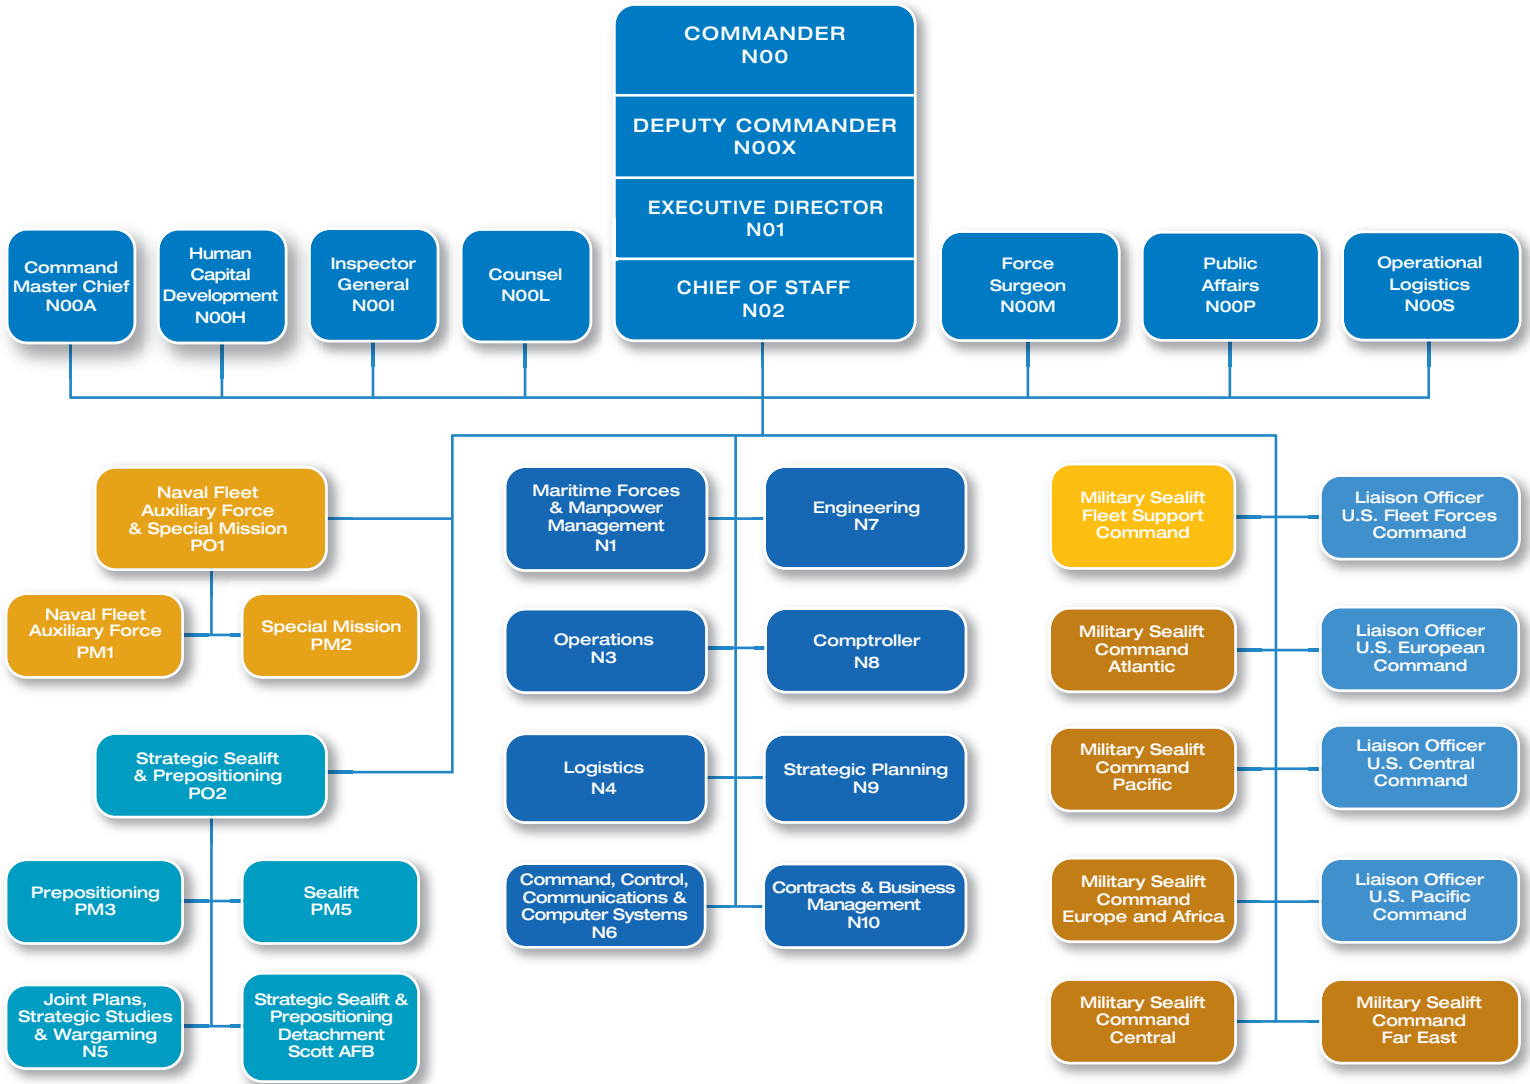 COMMANDER
N00
DEPUTY COMMANDER
N00X
EXECUTIVE DIRECTOR
N01
CHIEF OF STAFF
N02
Command
Master Chief
N00A
Human
Capital
Development
N00H
Inspector
General
N00I
Counsel
N00L
Force
Surgeon
N00M
Public
Affairs
N00P
Operational
Logistics
N00S
Naval Fleet
Auxiliary Force
& Special Mission
PO1
Naval Fleet
Auxiliary Force
PM1
Special Mission
PM2
Strategic Sealift
& Prepositioning
PO2
Prepositioning
PM3
Sealift
PM5
Joint Plans,
Strategic Studies
& Wargaming
N5
Strategic Sealift &
Prepositioning
Detachment
Scott AFB
Maritime Forces
& Manpower
Management
N1
Engineering
N7
Operations
N3
Comptroller
N8
Logistics
N4
Strategic Planning
N9
Command, Control,
Communications &
Computer Systems
N6
Contracts & Business
Management
N10
Military Sealift
Fleet Support
Command
Liaison Officer
U.S. Fleet Forces
Command
Military Sealift
Command
Atlantic
Liaison Officer
U.S. European
Command
Military Sealift
Command
Pacific
Liaison Officer
U.S. Central
Command
Military Sealift
Command
Europe and Africa
Liaison Officer
U.S. Pacific
Command
Military Sealift
Command
Central
Military Sealift
Command
Far East